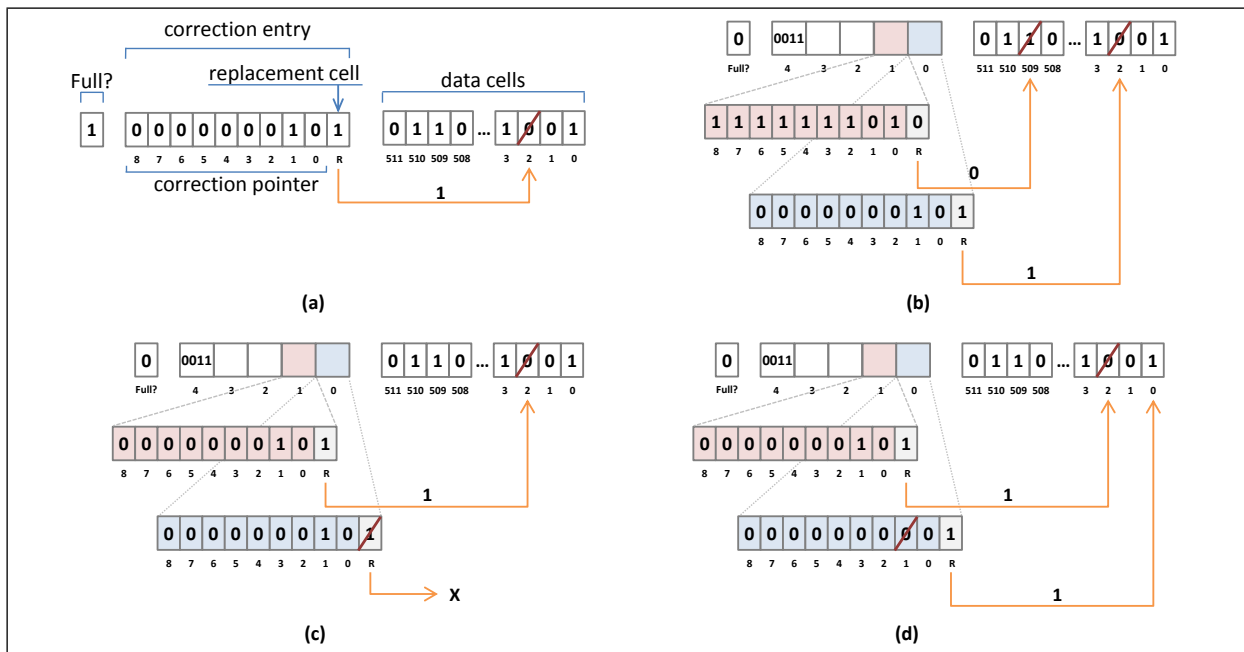 correction entry
replacement cell
Full?
data cells
1
0 0 0 0 0 0 0 1 0 1
0 1 1 0 ... 1 0 0 1
8 7 6 5 4 3 2 1 0 R
511 510 509 508 3 2 1 0
correction pointer
1
(a)
0 0011 0 1 1 0 ... 1 0 0 1
Full? 4 3 2 1 0 511 510 509 508 3 2 1 0
1 1 1 1 1 1 1 0 1 0
8 7 6 5 4 3 2 1 0 R
0
0 0 0 0 0 0 0 1 0 1
8 7 6 5 4 3 2 1 0 R
1
(b)
0 0011 0 1 1 0 ... 1 0 0 1
Full? 4 3 2 1 0 511 510 509 508 3 2 1 0
0 0 0 0 0 0 0 1 0 1
8 7 6 5 4 3 2 1 0 R
1
0 0 0 0 0 0 0 1 0 1
8 7 6 5 4 3 2 1 0 R
X
(c)
0 0011 0 1 1 0 ... 1 0 0 1
Full? 4 3 2 1 0 511 510 509 508 3 2 1 0
0 0 0 0 0 0 0 1 0 1
8 7 6 5 4 3 2 1 0 R
1
0 0 0 0 0 0 0 0 0 1
8 7 6 5 4 3 2 1 0 R
1
(d)